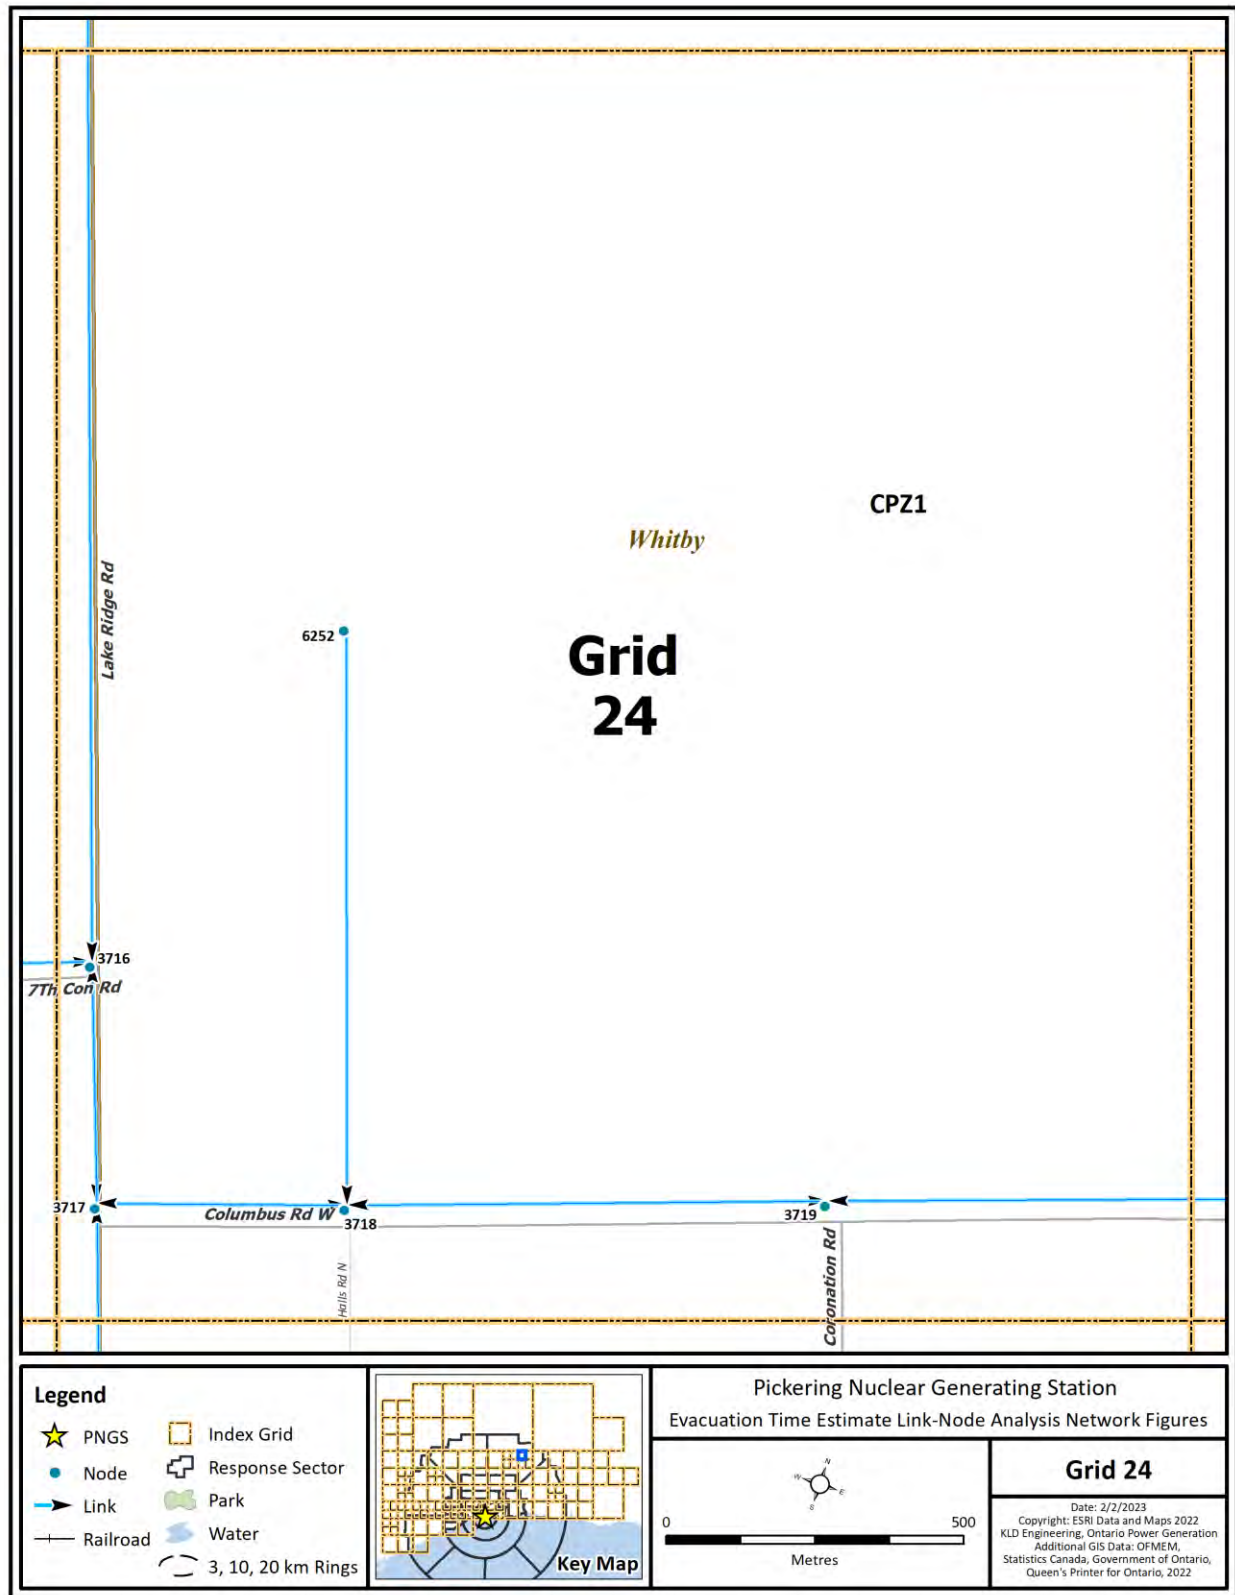 Lake Ridge Rd
CPZ1
Whitby
6252
Grid
24
3716
7Th Con Rd
3717
Columbus Rd W
3718
3719
Halls Rd N
Coronation Rd
Legend
PNGS
Node
Link
Railroad
Index Grid
Response Sector
Park
Water
3, 10, 20 km Rings
Key Map
Pickering Nuclear Generating Station
Evacuation Time Estimate Link-Node Analysis Network Figures
N
W
E
S
0 500
Metres
Grid 24
Date: 2/2/2023
Copyright: ESRI Data and Maps 2022
KLD Engineering, Ontario Power Generation
Additional GIS Data: OFMEM,
Statistics Canada, Government of Ontario,
Queen's Printer for Ontario, 2022